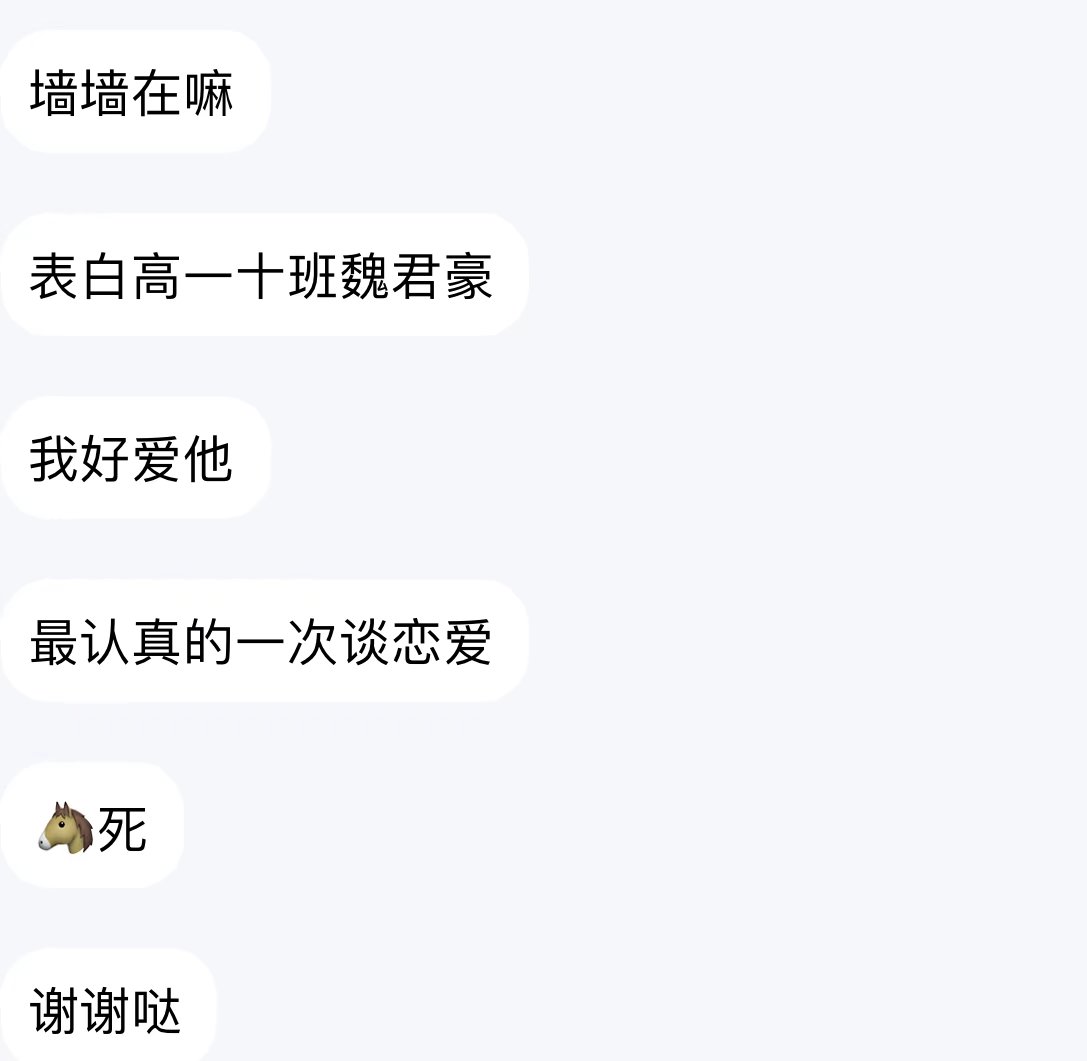 墙墙在嘛
表白高一十班魏君豪
我好爱他
最认真的一次谈恋爱
🐴死
谢谢哒